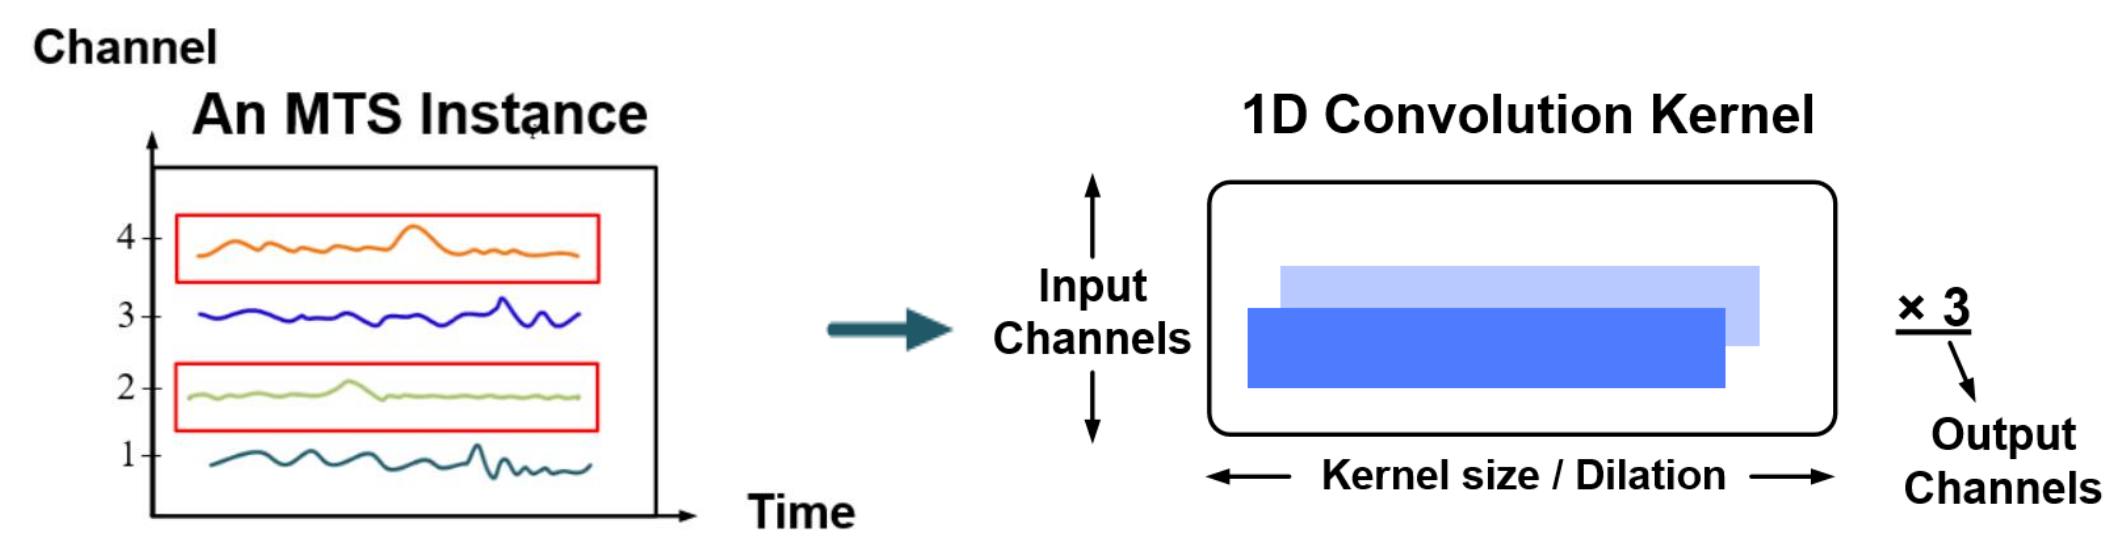 Channel
An MTS Instance
4
3
2
1
Time
1D Convolution Kernel
Input
Channels
Kernel size / Dilation
× 3
Output
Channels